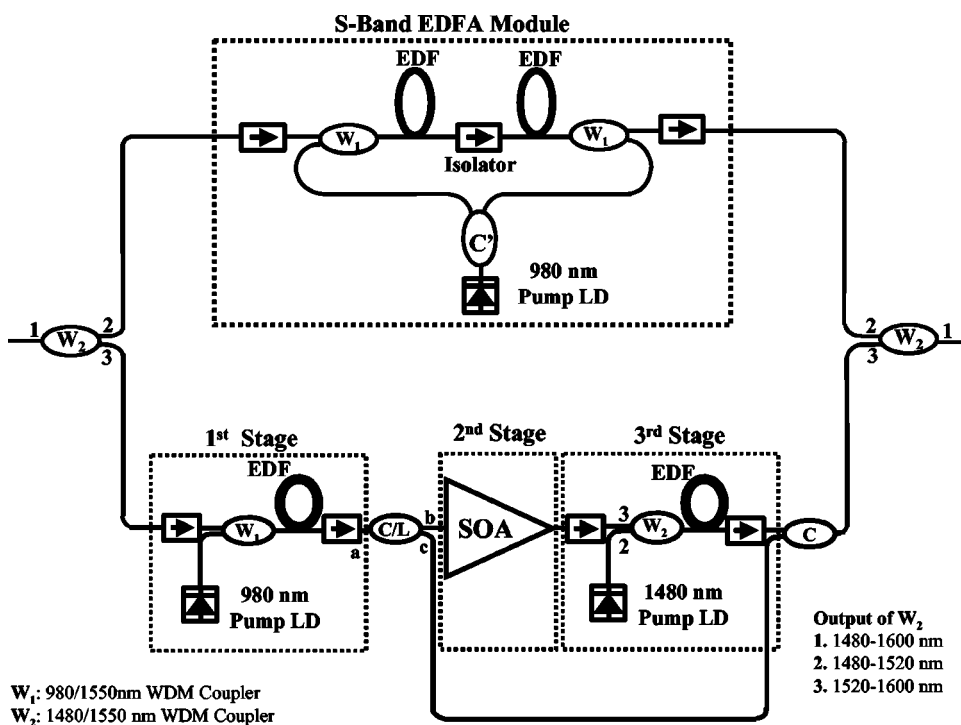 S-Band EDFA Module
EDF EDF
W1 W1
Isolator
C'
980 nm
Pump LD
1 W2 2
3
2 W2 1
3
1st Stage
2nd Stage
3rd Stage
EDF
EDF
W1
a
C/L
b
c
SOA
3
2
W2
C
980 nm
Pump LD
1480 nm
Pump LD
Output of W2
1. 1480-1600 nm
2. 1480-1520 nm
3. 1520-1600 nm
W1: 980/1550nm WDM Coupler
W2: 1480/1550 nm WDM Coupler